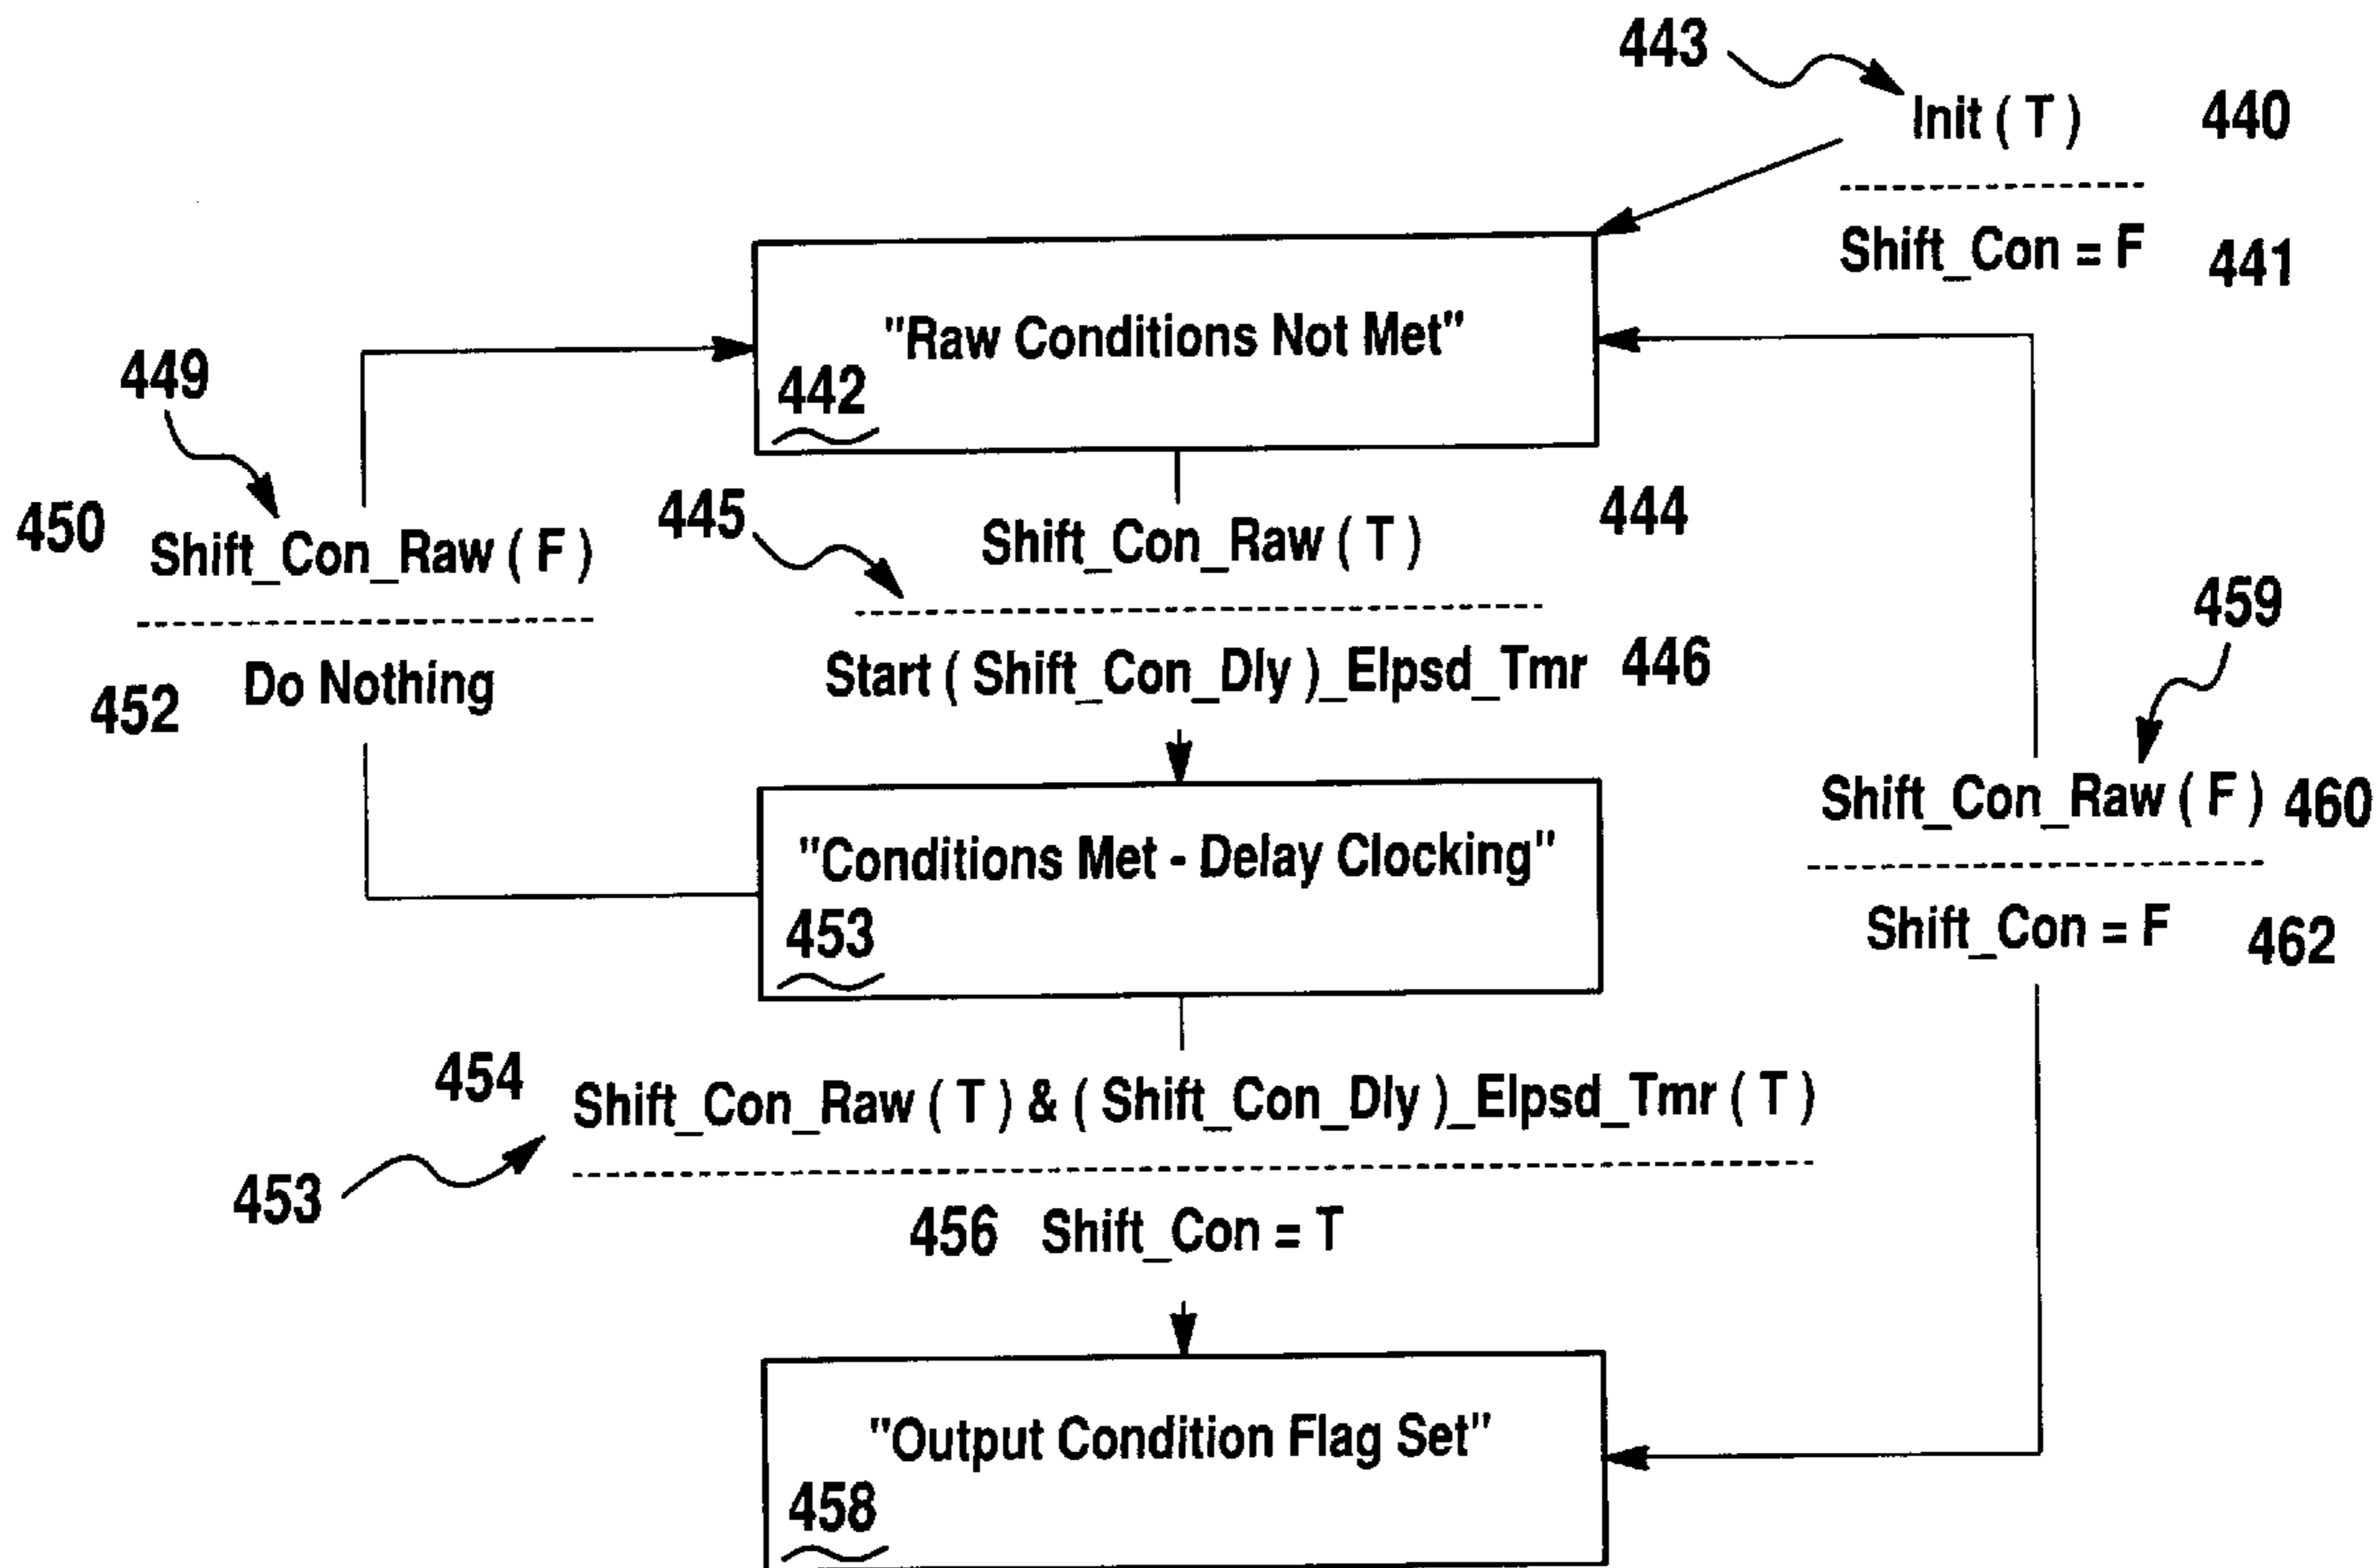 443
Init ( T ) 440
Shift_Con = F 441
"Raw Conditions Not Met"
442
449
450 Shift_Con_Raw ( F )
452 Do Nothing
445
Shift_Con_Raw ( T ) 444
Start ( Shift_Con_Dly )_Elpsd_Tmr 446
459
Shift_Con_Raw ( F ) 460
Shift_Con = F 462
"Conditions Met - Delay Clocking"
453
454 Shift_Con_Raw ( T ) & ( Shift_Con_Dly )_Elpsd_Tmr ( T )
453
456 Shift_Con = T
"Output Condition Flag Set"
458